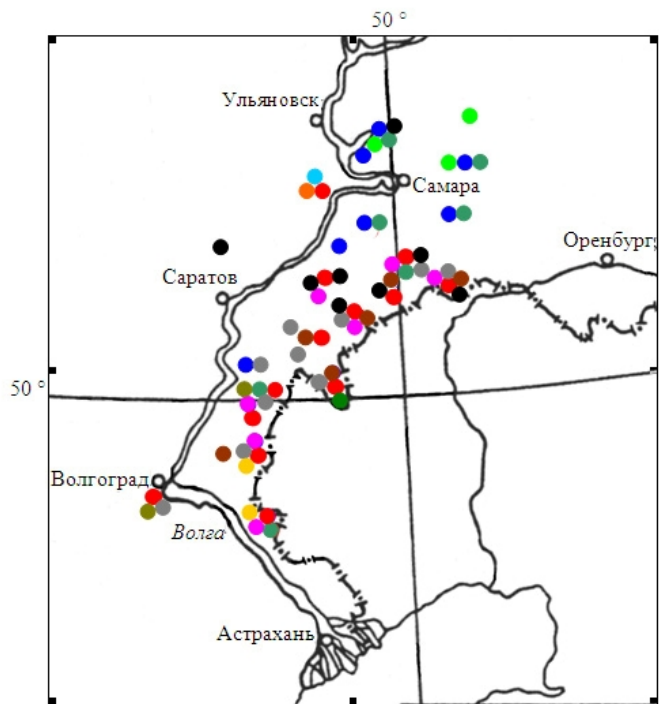 50 °
Ульяновск
Самара
Оренбург
Саратов
50 °
Волгоград
Волга
Астрахань